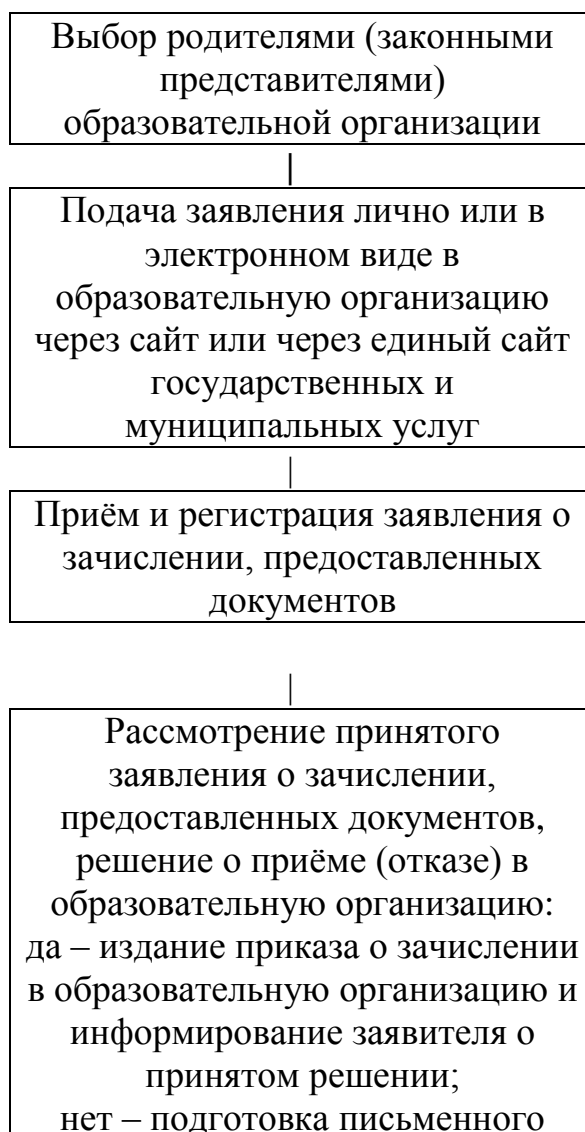 Выбор родителями (законными
представителями)
образовательной организации
Подача заявления лично или в
электронном виде в
образовательную организацию
через сайт или через единый сайт
государственных и
муниципальных услуг
Приём и регистрация заявления о
зачислении, предоставленных
документов
Рассмотрение принятого
заявления о зачислении,
предоставленных документов,
решение о приёме (отказе) в
образовательную организацию:
да – издание приказа о зачислении
в образовательную организацию и
информирование заявителя о
принятом решении;
нет – подготовка письменного